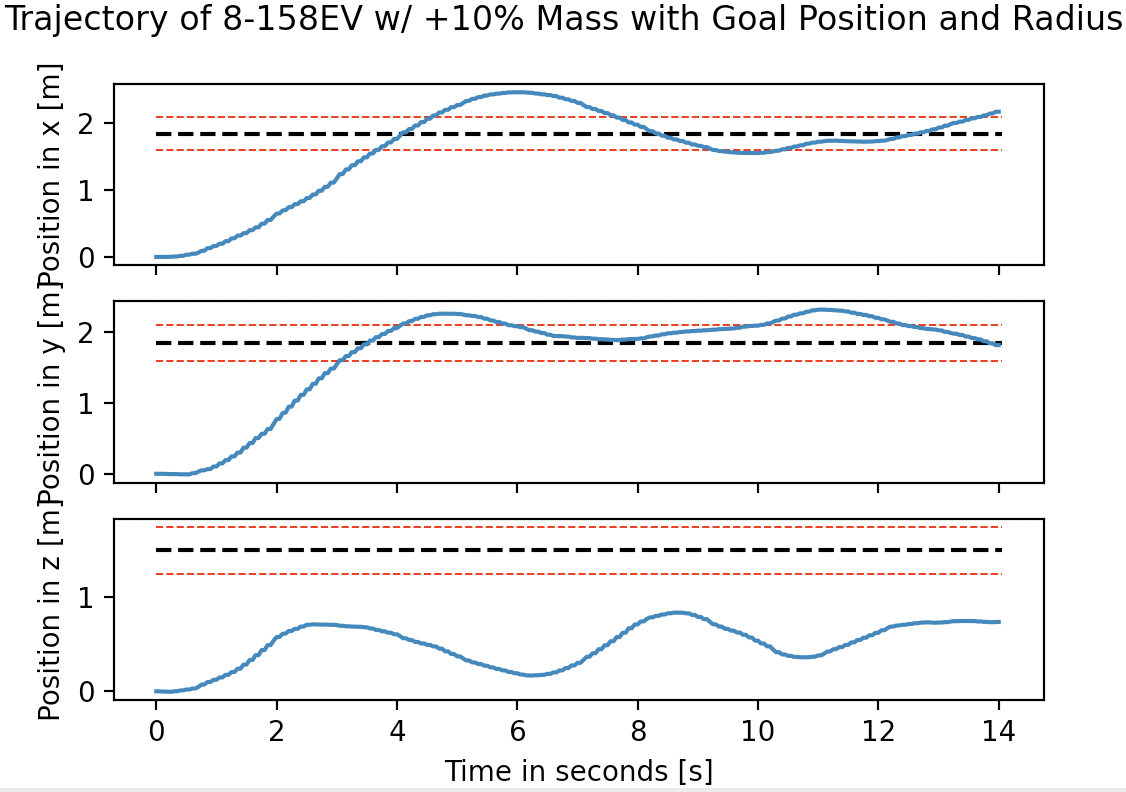 Trajectory of 8-158EV w/ +10% Mass with Goal Position and Radius
Position in x [m]
2
1
0
Position in y [m]
2
1
0
Position in z [m]
1
0
0 2 4 6 8 10 12 14
Time in seconds [s]